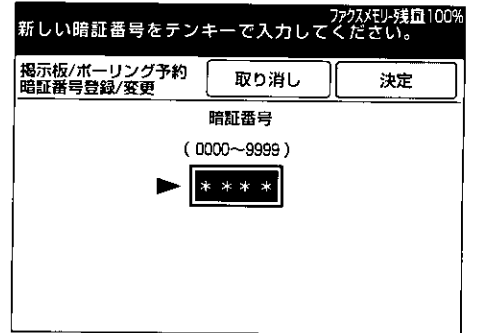 ファクスメモリ-残量100%
新しい暗証番号をテンキーで入力してください。
掲示板/ポーリング予約
暗証番号登録/変更
取り消し
決定
暗証番号
( 0000～9999 )
▶ ＊＊＊＊